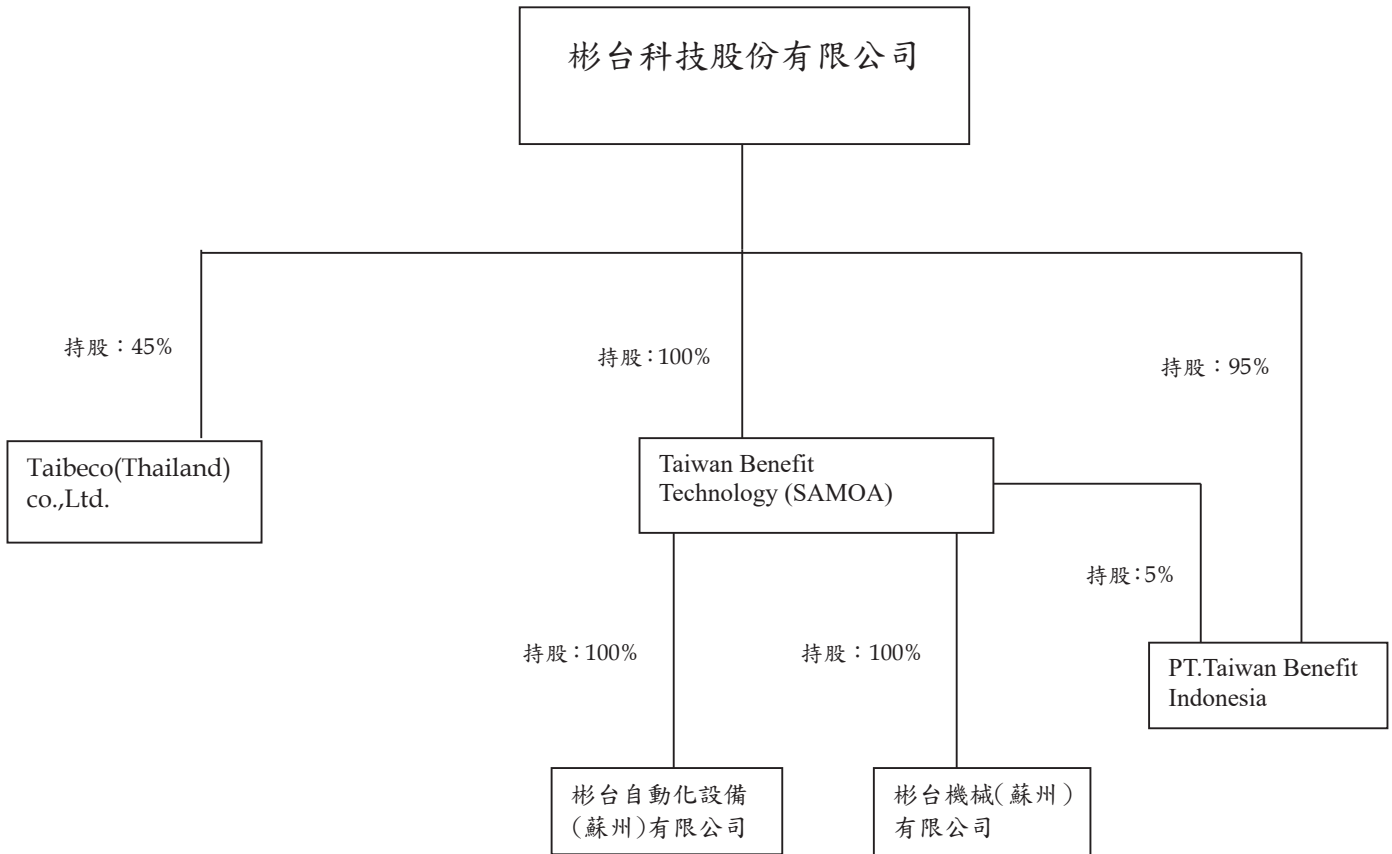 彬台科技股份有限公司
持股：45%
持股：100%
持股：95%
Taibeco(Thailand)
co.,Ltd.
Taiwan Benefit
Technology (SAMOA)
持股：5%
持股：100%
持股：100%
PT.Taiwan Benefit
Indonesia
彬台自動化設備
(蘇州)有限公司
彬台機械(蘇州)
有限公司